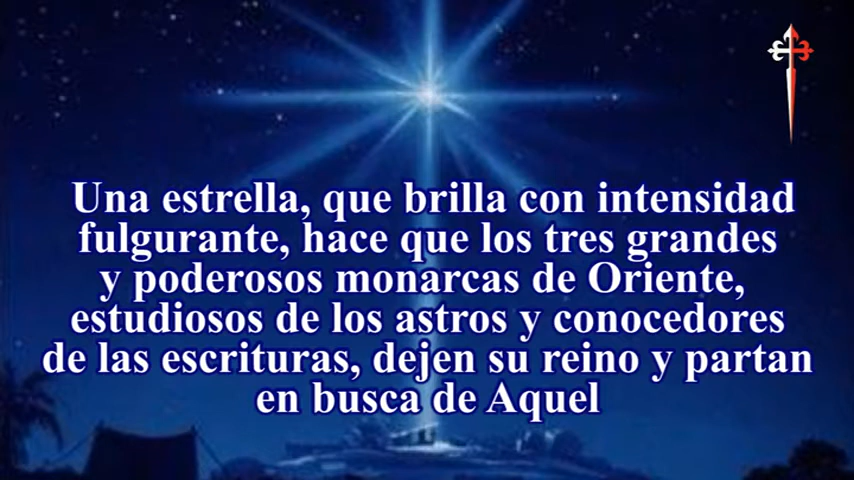 Una estrella, que brilla con intensidad
fulgurante, hace que los tres grandes
y poderosos monarcas de Oriente,
estudiosos de los astros y conocedores
de las escrituras, dejen su reino y partan
en busca de Aquel